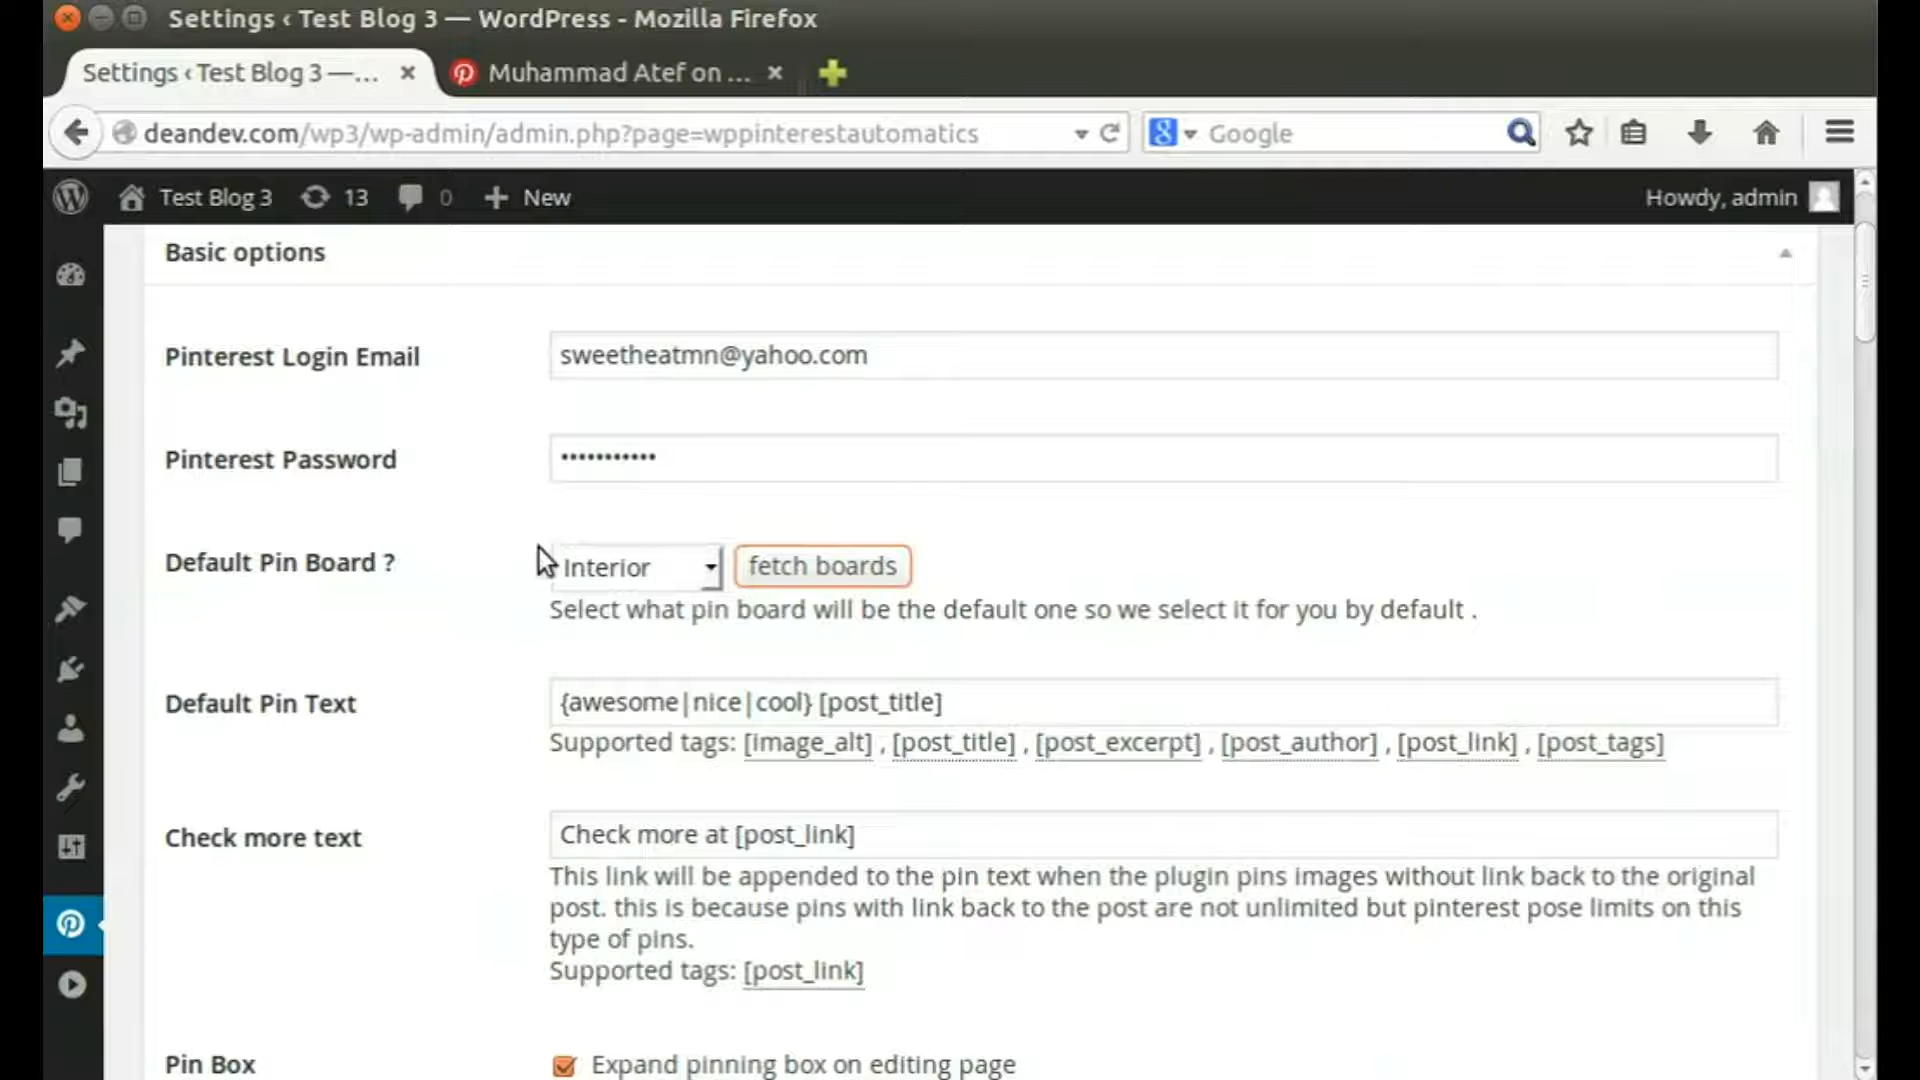 Settings ‹ Test Blog 3 — WordPress - Mozilla Firefox
Settings ‹ Test Blog 3 —... Muhammad Atef on ...
deandev.com/wp3/wp-admin/admin.php?page=wppinterestautomatics Google
Test Blog 3 13 0 New Howdy, admin
Basic options
Pinterest Login Email sweetheatmn@yahoo.com
Pinterest Password •••••••••••
Default Pin Board ? Interior fetch boards
Select what pin board will be the default one so we select it for you by default .
Default Pin Text {awesome|nice|cool} [post_title]
Supported tags: [image_alt] , [post_title] , [post_excerpt] , [post_author] , [post_link] , [post_tags]
Check more text Check more at [post_link]
This link will be appended to the pin text when the plugin pins images without link back to the original
post. this is because pins with link back to the post are not unlimited but pinterest pose limits on this
type of pins.
Supported tags: [post_link]
Pin Box Expand pinning box on editing page